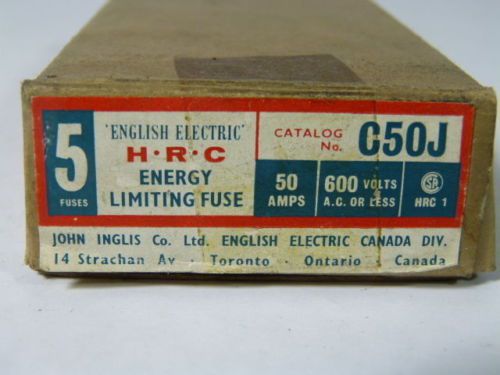 5
FUSES
'ENGLISH ELECTRIC'
H·R·C
ENERGY
LIMITING FUSE
CATALOG
No.
C50J
50
AMPS
600 VOLTS
A.C. OR LESS
HRC 1
JOHN INGLIS Co. Ltd. ENGLISH ELECTRIC CANADA DIV.
14 Strachan Av · Toronto · Ontario · Canada